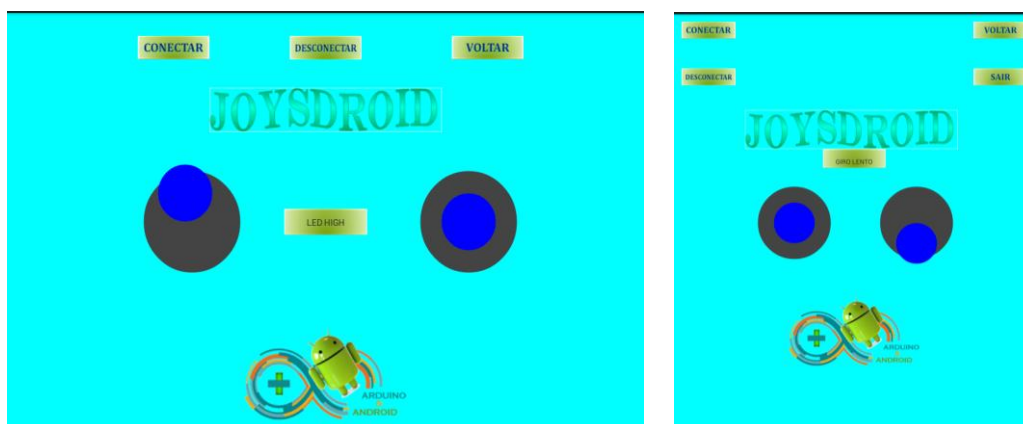 CONECTAR DESCONECTAR VOLTAR
JOYSDROID
LED HIGH
ARDUINO
&
ANDROID
CONECTAR VOLTAR
DESCONECTAR SAIR
JOYSDROID
GIRO LENTO
ARDUINO
&
ANDROID